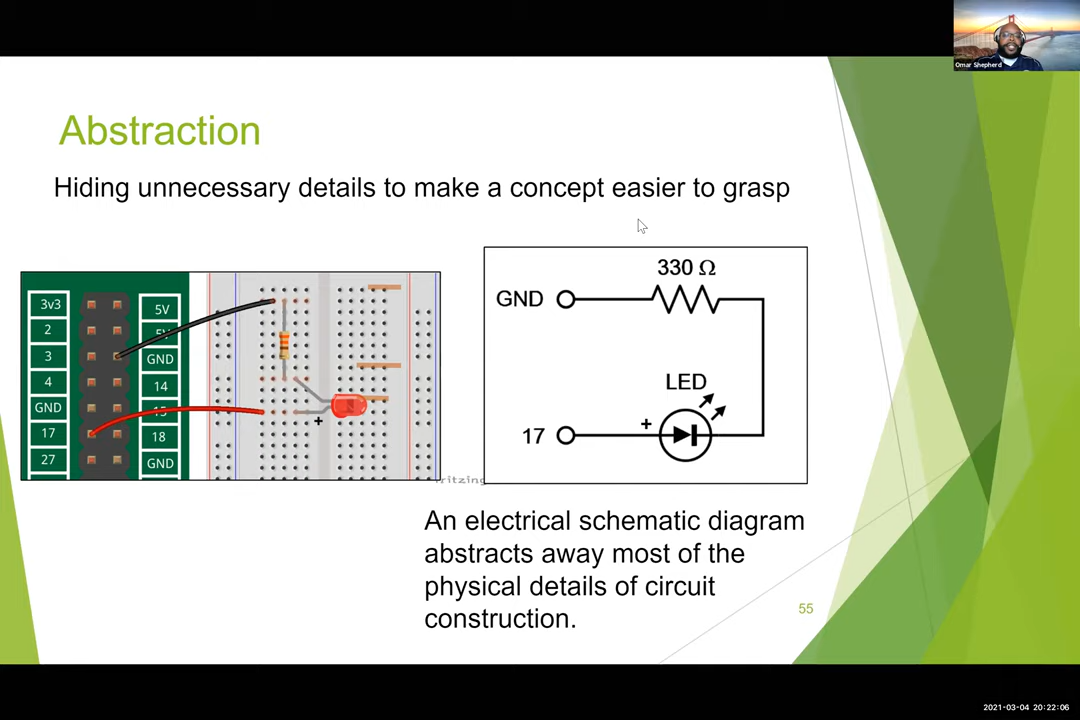 Omar Shepherd
Abstraction
Hiding unnecessary details to make a concept easier to grasp
3v3
5V
2
5V
3
GND
4
14
GND
15
17
18
27
GND
+
fritzing
330 Ω
GND
LED
+
17
An electrical schematic diagram
abstracts away most of the
physical details of circuit
construction.
55
2021-03-04 20:22:06